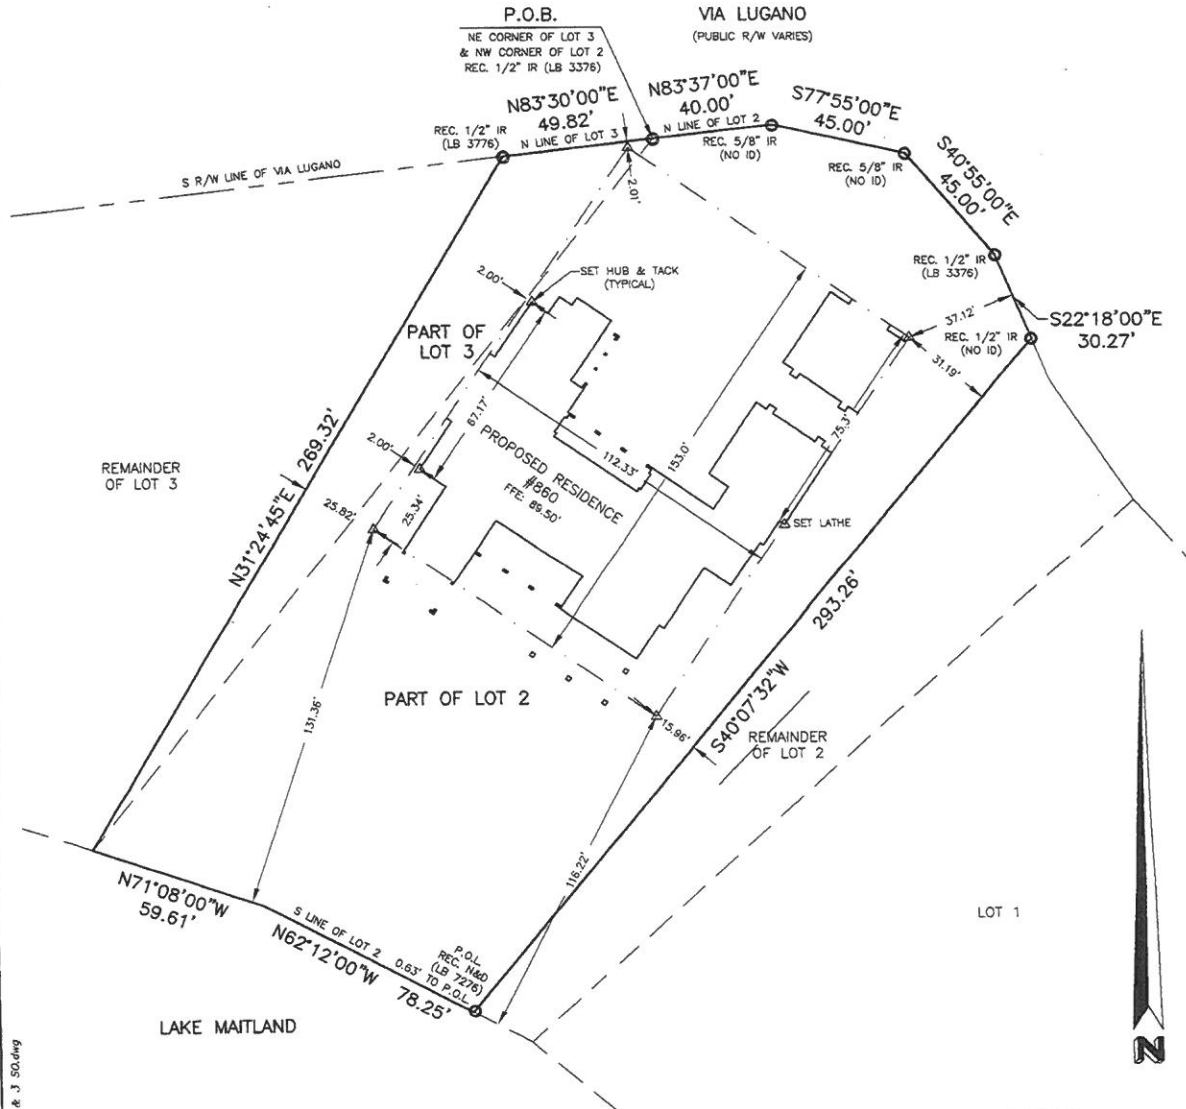 P.O.B.
NE CORNER OF LOT 3
& NW CORNER OF LOT 2
REC. 1/2" IR (LB 3376)
VIA LUGANO
(PUBLIC R/W VARIES)
N83°30'00"E
49.82'
N LINE OF LOT 3
N83°37'00"E
40.00'
N LINE OF LOT 2
S77°55'00"E
45.00'
S40°55'00"E
45.00'
REC. 1/2" IR
(LB 3776)
REC. 5/8" IR
(NO ID)
REC. 5/8" IR
(NO ID)
S R/W LINE OF VIA LUGANO
2.01'
REC. 1/2" IR
(LB 3376)
2.00'
SET HUB & TACK
(TYPICAL)
37.12'
S22°18'00"E
30.27'
REC. 1/2" IR
(NO ID)
31.19'
PART OF
LOT 3
67.17'
75.3'
2.00'
PROPOSED RESIDENCE
#860
FFE: 89.50'
112.33'
153.0'
REMAINDER
OF LOT 3
N31°24'45"E 269.32'
25.82'
25.34'
SET LATHE
S40°07'32"W 293.26'
131.36'
PART OF LOT 2
15.96'
REMAINDER
OF LOT 2
116.22'
N71°08'00"W
59.61'
S LINE OF LOT 2
N62°12'00"W 78.25'
0.63' TO P.O.L.
P.O.L.
REC. N&D
(LB 7276)
LOT 1
LAKE MAITLAND
N
& 3 SO.dwg